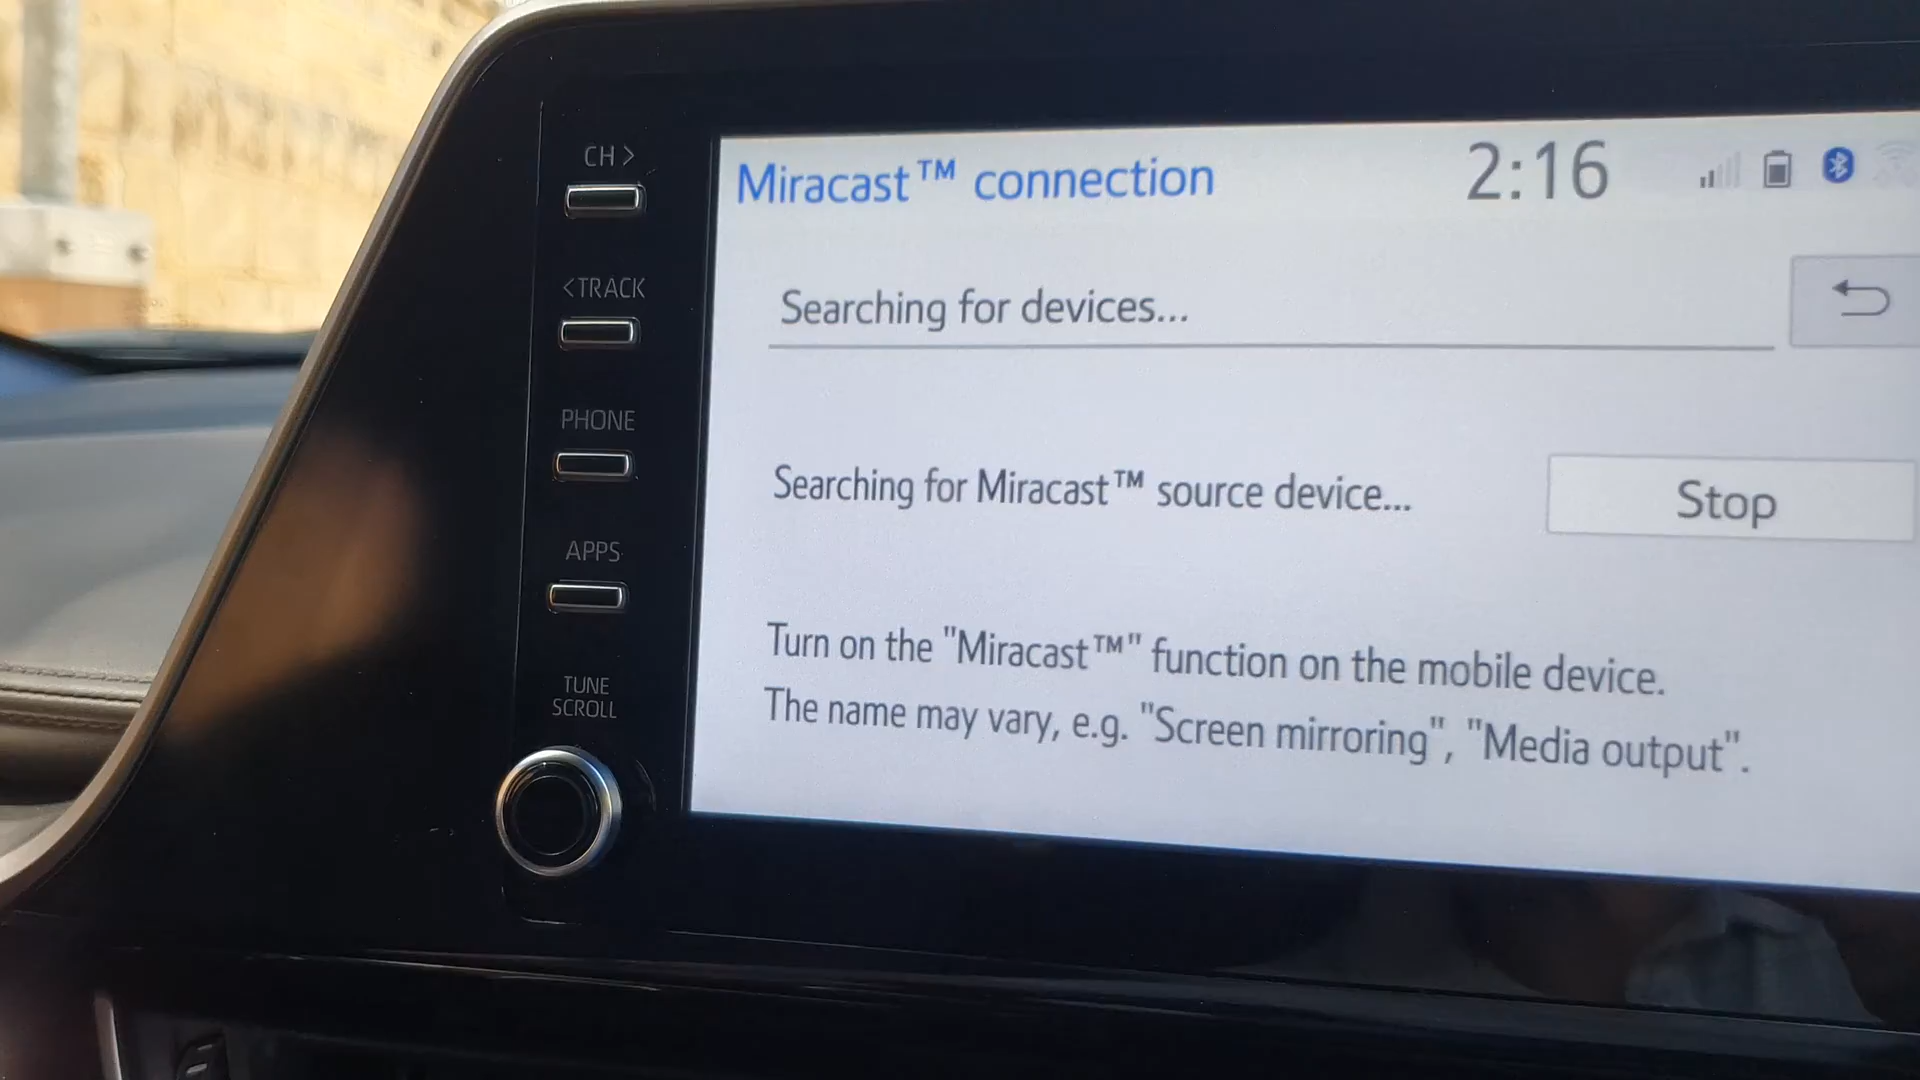 CH >
< TRACK
PHONE
APPS
TUNE
SCROLL
Miracast™ connection
2:16
Searching for devices...
Searching for Miracast™ source device...
Stop
Turn on the "Miracast™" function on the mobile device.
The name may vary, e.g. "Screen mirroring", "Media output".